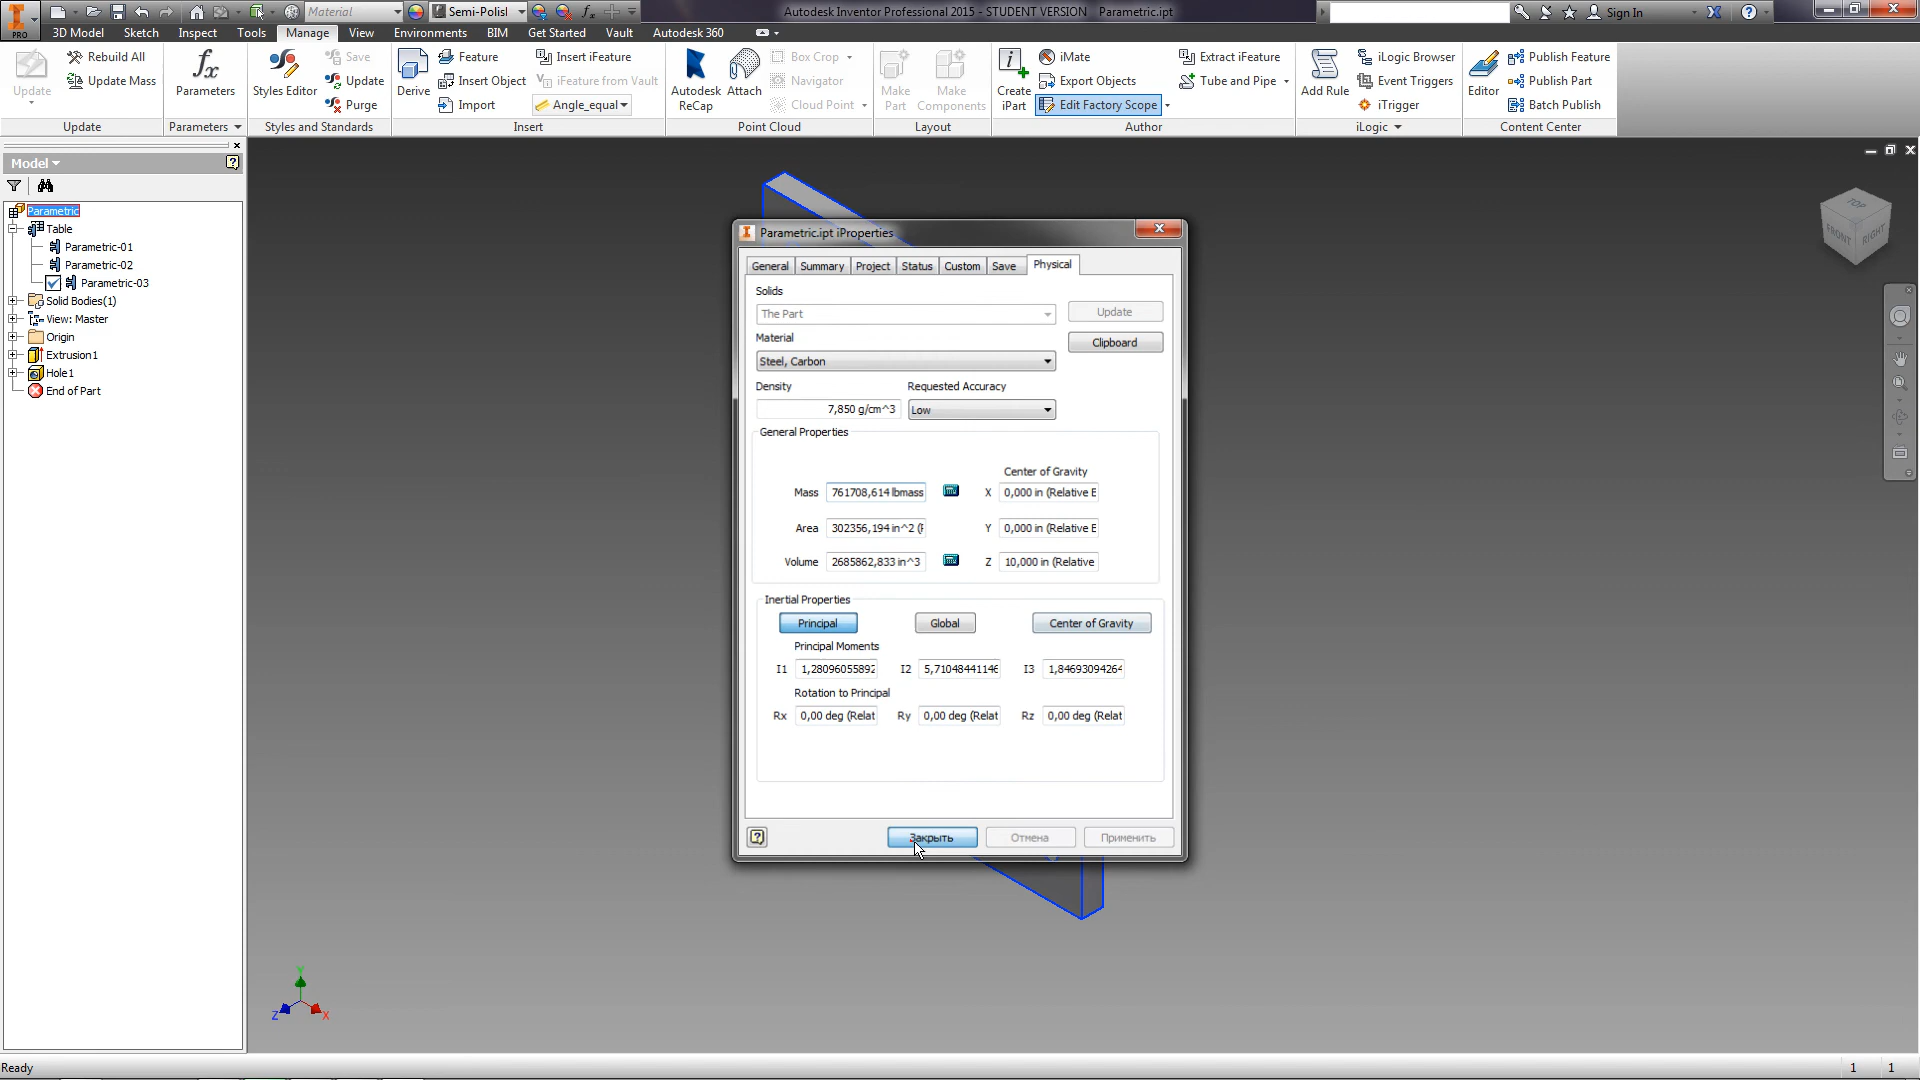 Material
Semi-Polisl
Autodesk Inventor Professional 2015 - STUDENT VERSION Parametric.ipt
Sign In
PRO
3D Model Sketch Inspect Tools Manage View Environments BIM Get Started Vault Autodesk 360
Update
Rebuild All
Update Mass
Update
Parameters
Parameters
Styles Editor
Save
Update
Purge
Styles and Standards
Derive
Feature
Insert Object
Import
Insert iFeature
iFeature from Vault
Angle_equal
Insert
Autodesk
ReCap
Attach
Box Crop
Navigator
Cloud Point
Point Cloud
Make
Part
Make
Components
Layout
Create
iPart
iMate
Export Objects
Edit Factory Scope
Extract iFeature
Tube and Pipe
Author
Add Rule
iLogic Browser
Event Triggers
iTrigger
iLogic
Editor
Publish Feature
Publish Part
Batch Publish
Content Center
Model
Parametric
Table
Parametric-01
Parametric-02
Parametric-03
Solid Bodies(1)
View: Master
Origin
Extrusion1
Hole1
End of Part
TOP
FRONT
RIGHT
Parametric.ipt iProperties
General Summary Project Status Custom Save Physical
Solids
The Part
Update
Material
Clipboard
Steel, Carbon
Density
Requested Accuracy
7,850 g/cm^3
Low
General Properties
Center of Gravity
Mass 761708,614 lbmass X 0,000 in (Relative E
Area 302356,194 in^2 (F Y 0,000 in (Relative E
Volume 2685862,833 in^3 Z 10,000 in (Relative
Inertial Properties
Principal Global Center of Gravity
Principal Moments
I1 1,28096055892 I2 5,71048441146 I3 1,84693094264
Rotation to Principal
Rx 0,00 deg (Relat Ry 0,00 deg (Relat Rz 0,00 deg (Relat
Закрыть Отмена Применить
Y
Z
X
Ready
1 1